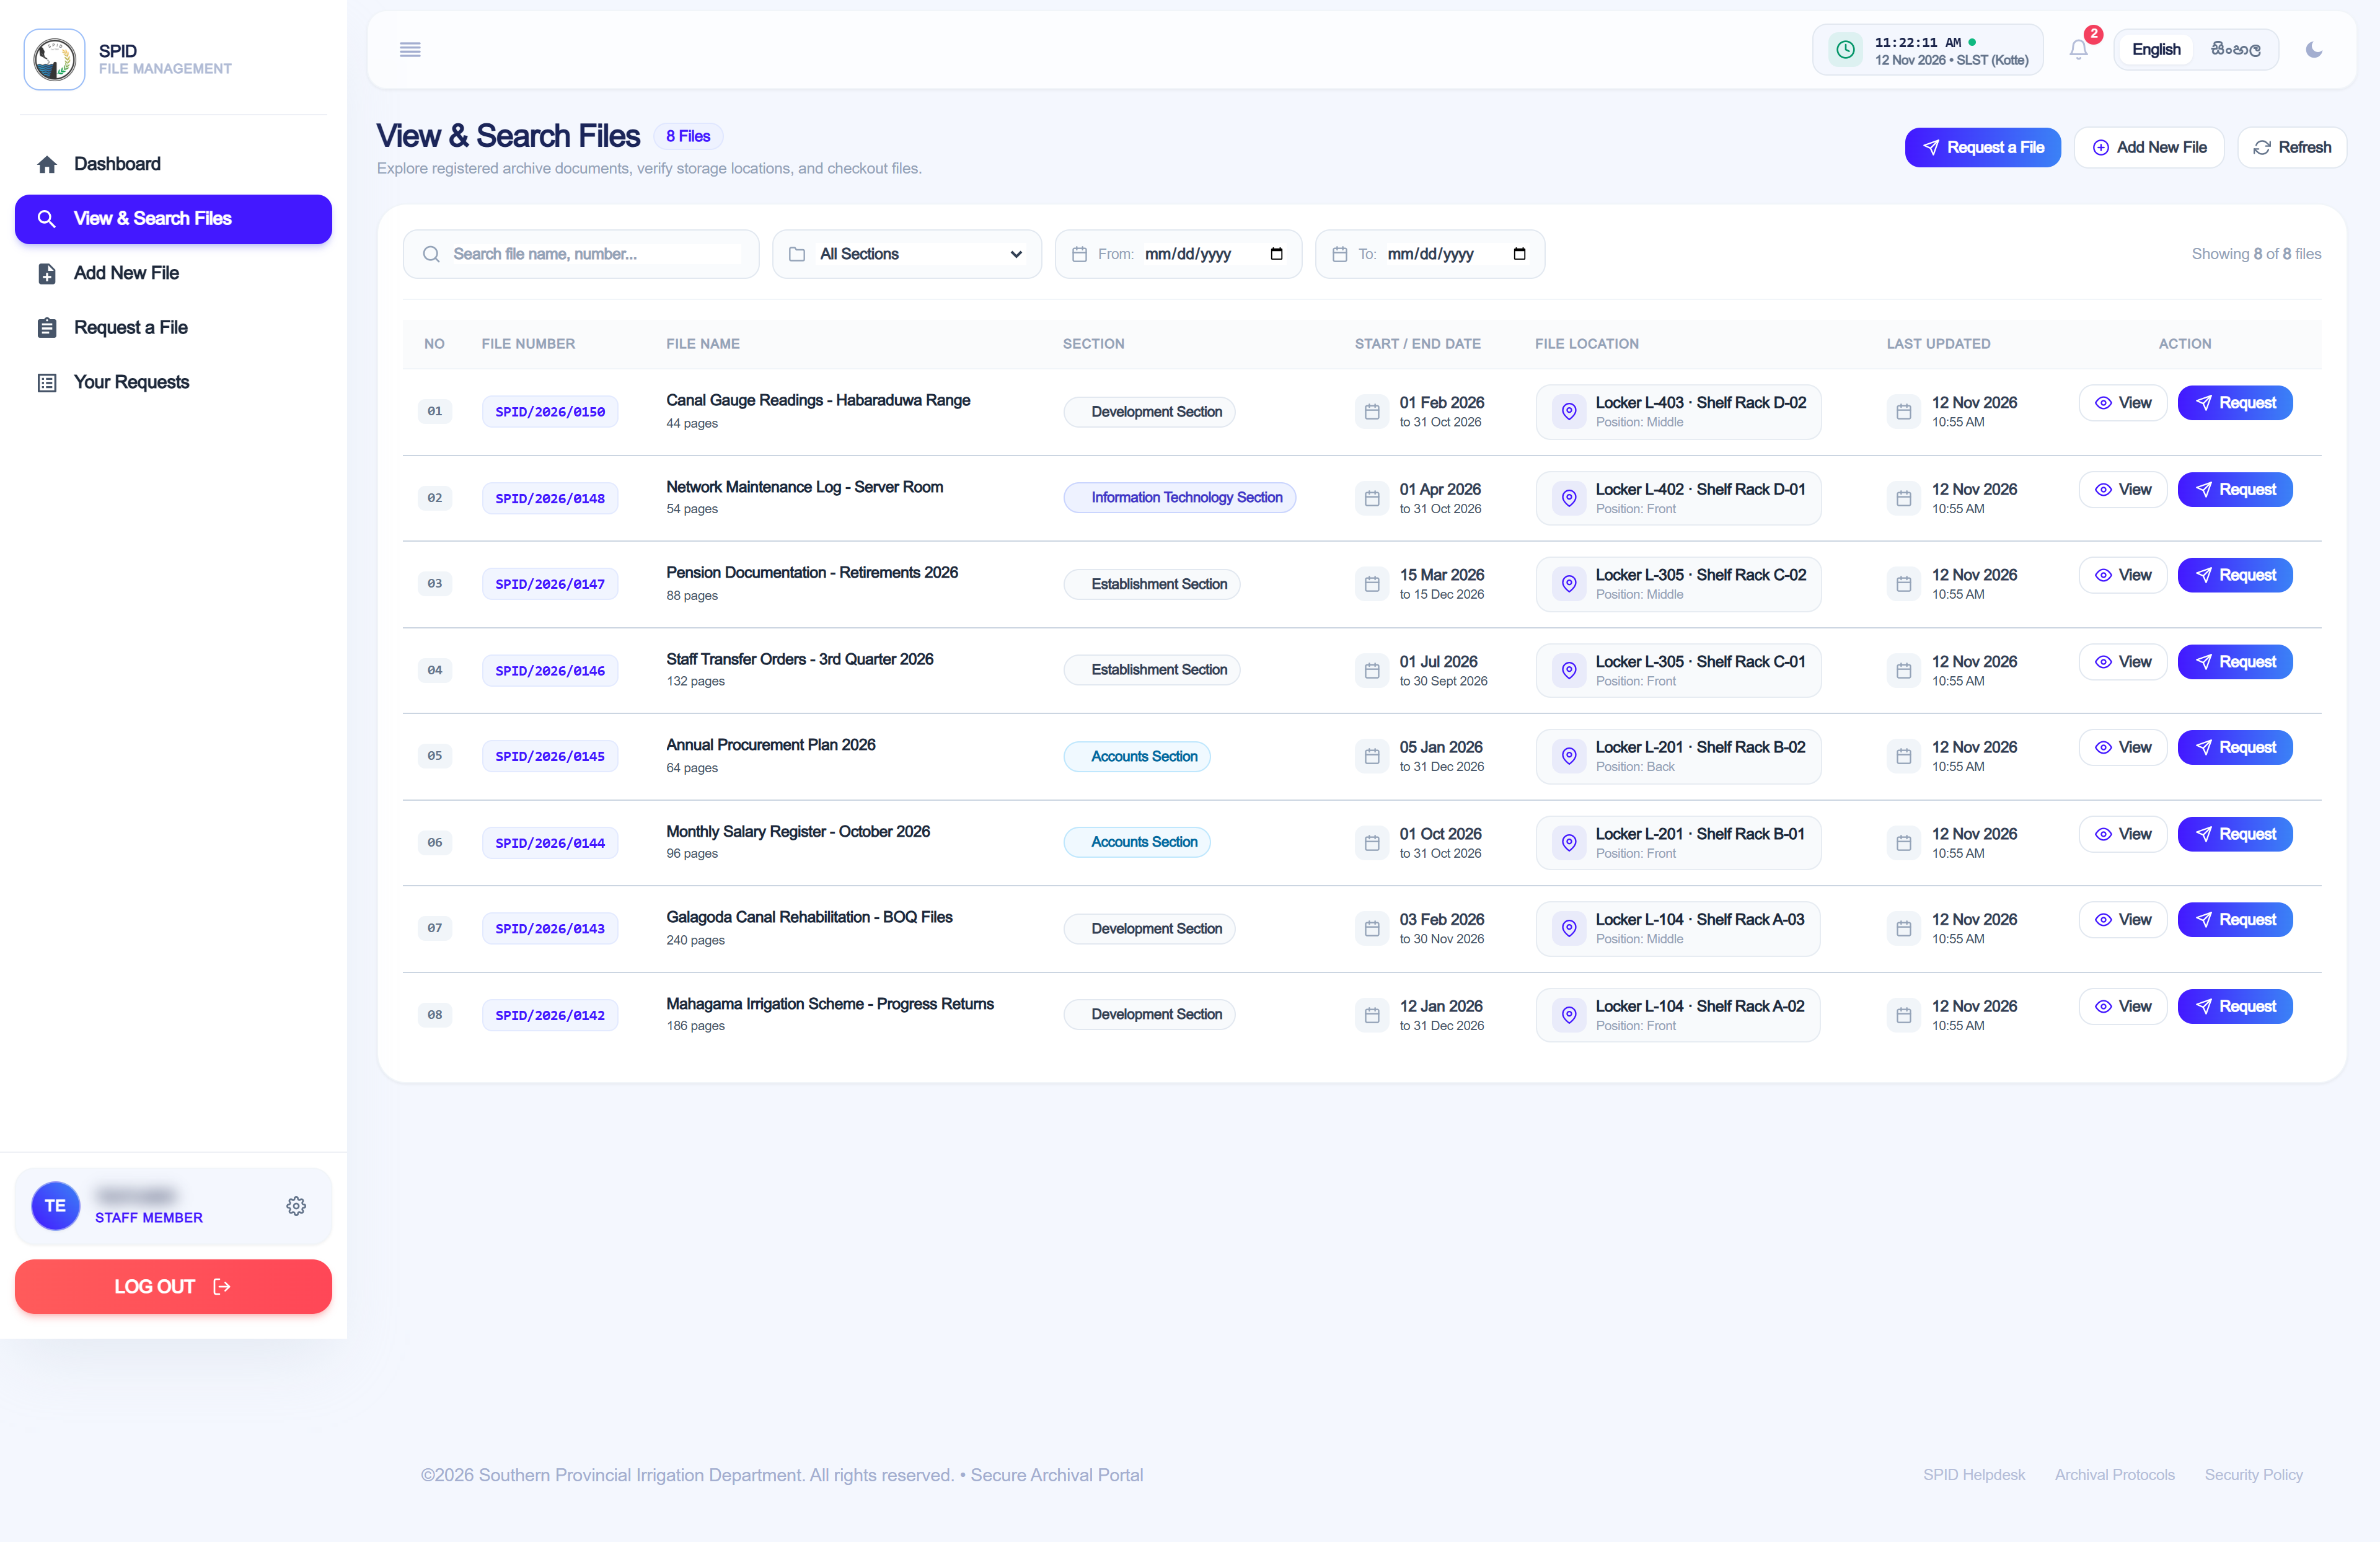 SPID
FILE MANAGEMENT
Dashboard
View & Search Files
Add New File
Request a File
Your Requests
TE
STAFF MEMBER
LOG OUT
11:22:11 AM
12 Nov 2026 • SLST (Kotte)
2
English
සිංහල
View & Search Files
8 Files
Explore registered archive documents, verify storage locations, and checkout files.
Request a File
Add New File
Refresh
Search file name, number...
All Sections
From: mm/dd/yyyy
To: mm/dd/yyyy
Showing 8 of 8 files
NO FILE NUMBER FILE NAME SECTION START / END DATE FILE LOCATION LAST UPDATED ACTION
01 SPID/2026/0150 Canal Gauge Readings - Habaraduwa Range Development Section 01 Feb 2026 Locker L-403 · Shelf Rack D-02 12 Nov 2026 View Request
44 pages to 31 Oct 2026 Position: Middle 10:55 AM
02 SPID/2026/0148 Network Maintenance Log - Server Room Information Technology Section 01 Apr 2026 Locker L-402 · Shelf Rack D-01 12 Nov 2026 View Request
54 pages to 31 Oct 2026 Position: Front 10:55 AM
03 SPID/2026/0147 Pension Documentation - Retirements 2026 Establishment Section 15 Mar 2026 Locker L-305 · Shelf Rack C-02 12 Nov 2026 View Request
88 pages to 15 Dec 2026 Position: Middle 10:55 AM
04 SPID/2026/0146 Staff Transfer Orders - 3rd Quarter 2026 Establishment Section 01 Jul 2026 Locker L-305 · Shelf Rack C-01 12 Nov 2026 View Request
132 pages to 30 Sept 2026 Position: Front 10:55 AM
05 SPID/2026/0145 Annual Procurement Plan 2026 Accounts Section 05 Jan 2026 Locker L-201 · Shelf Rack B-02 12 Nov 2026 View Request
64 pages to 31 Dec 2026 Position: Back 10:55 AM
06 SPID/2026/0144 Monthly Salary Register - October 2026 Accounts Section 01 Oct 2026 Locker L-201 · Shelf Rack B-01 12 Nov 2026 View Request
96 pages to 31 Oct 2026 Position: Front 10:55 AM
07 SPID/2026/0143 Galagoda Canal Rehabilitation - BOQ Files Development Section 03 Feb 2026 Locker L-104 · Shelf Rack A-03 12 Nov 2026 View Request
240 pages to 30 Nov 2026 Position: Middle 10:55 AM
08 SPID/2026/0142 Mahagama Irrigation Scheme - Progress Returns Development Section 12 Jan 2026 Locker L-104 · Shelf Rack A-02 12 Nov 2026 View Request
186 pages to 31 Dec 2026 Position: Front 10:55 AM
©2026 Southern Provincial Irrigation Department. All rights reserved. • Secure Archival Portal
SPID Helpdesk Archival Protocols Security Policy